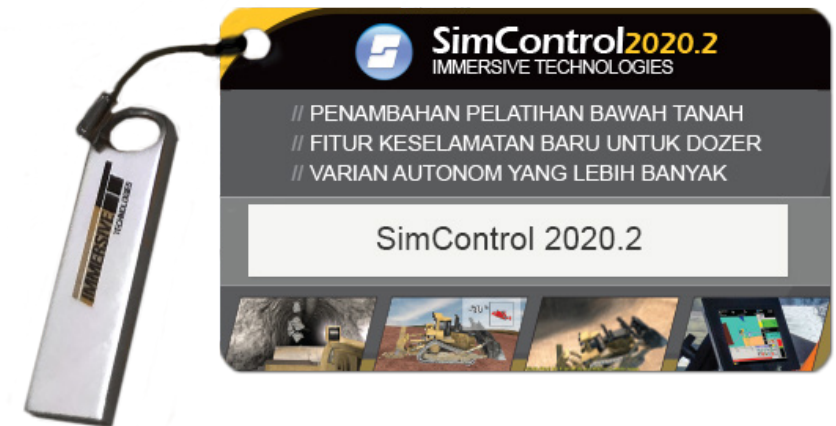 SimControl2020.2
IMMERSIVE TECHNOLOGIES
// PENAMBAHAN PELATIHAN BAWAH TANAH
// FITUR KESELAMATAN BARU UNTUK DOZER
// VARIAN AUTONOM YANG LEBIH BANYAK
SimControl 2020.2
IMMERSIVE
TECHNOLOGIES